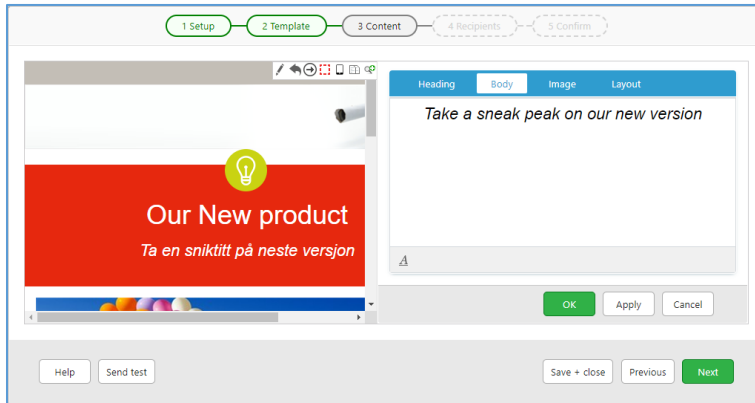 1 Setup
2 Template
3 Content
4 Recipients
5 Confirm
Heading
Body
Image
Layout
Our New product
Ta en sniktitt på neste versjon
Take a sneak peak on our new version
A
OK
Apply
Cancel
Help
Send test
Save + close
Previous
Next